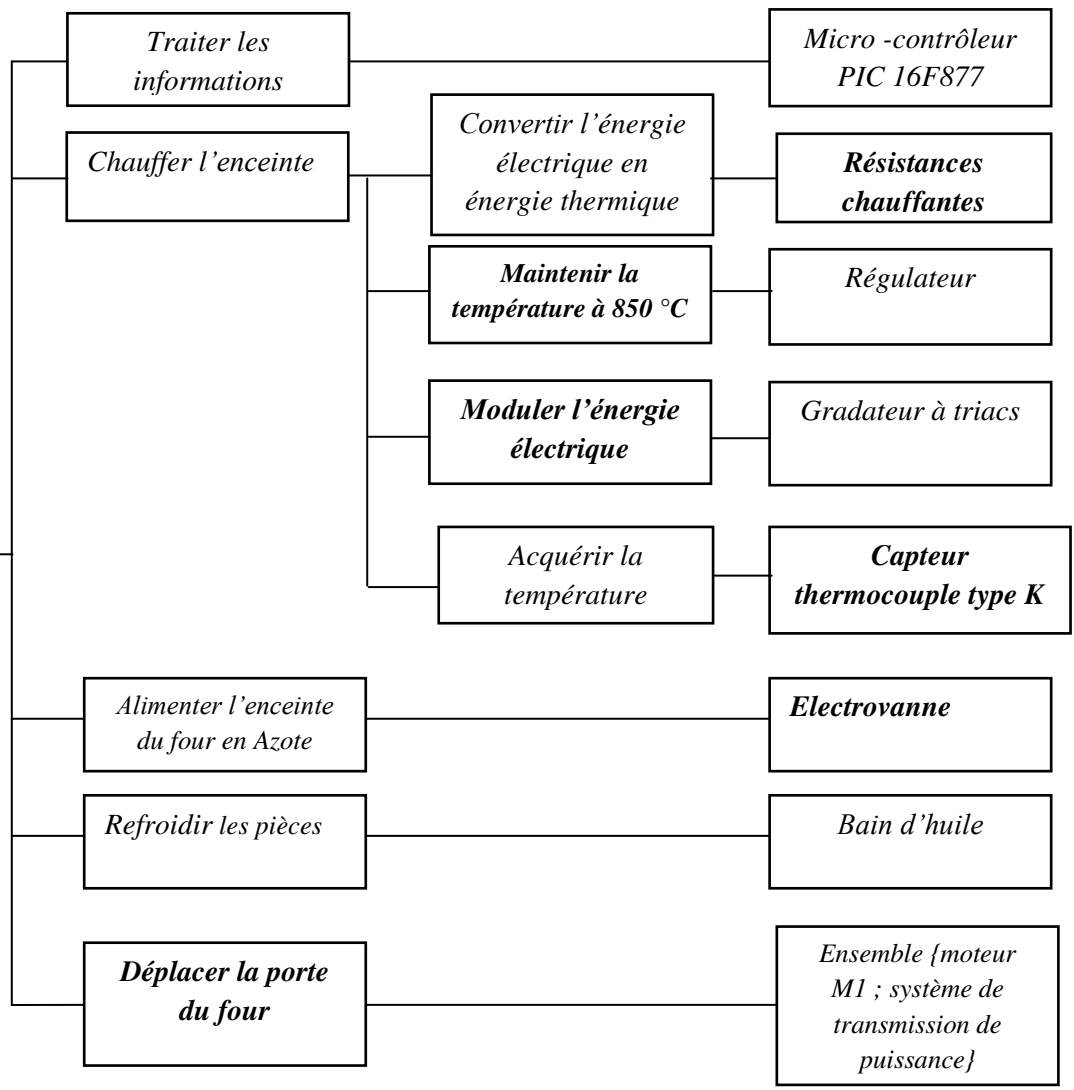 Traiter les
informations
Micro -contrôleur
PIC 16F877
Chauffer l’enceinte
Convertir l’énergie
électrique en
énergie thermique
Résistances
chauffantes
Maintenir la
température à 850 °C
Régulateur
Moduler l’énergie
électrique
Gradateur à triacs
Acquérir la
température
Capteur
thermocouple type K
Alimenter l’enceinte
du four en Azote
Electrovanne
Refroidir les pièces
Bain d’huile
Déplacer la porte
du four
Ensemble {moteur
M1 ; système de
transmission de
puissance}